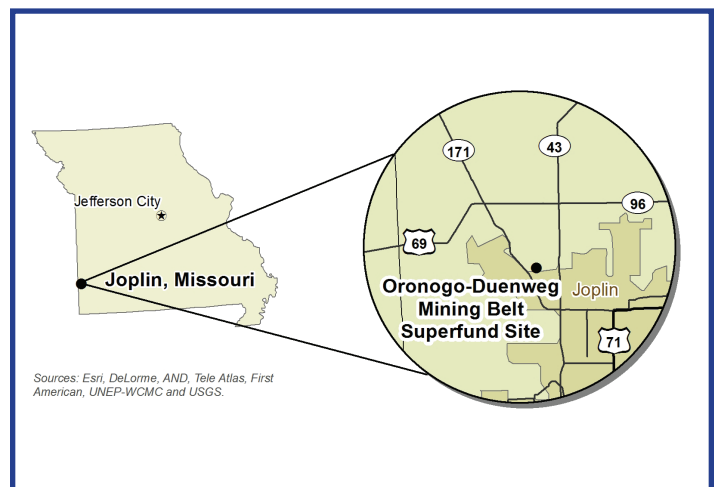 Jefferson City
Joplin, Missouri
Sources: Esri, DeLorme, AND, Tele Atlas, First
American, UNEP-WCMC and USGS.
171
43
96
69
Oronogo-Duenweg
Mining Belt
Superfund Site
Joplin
71